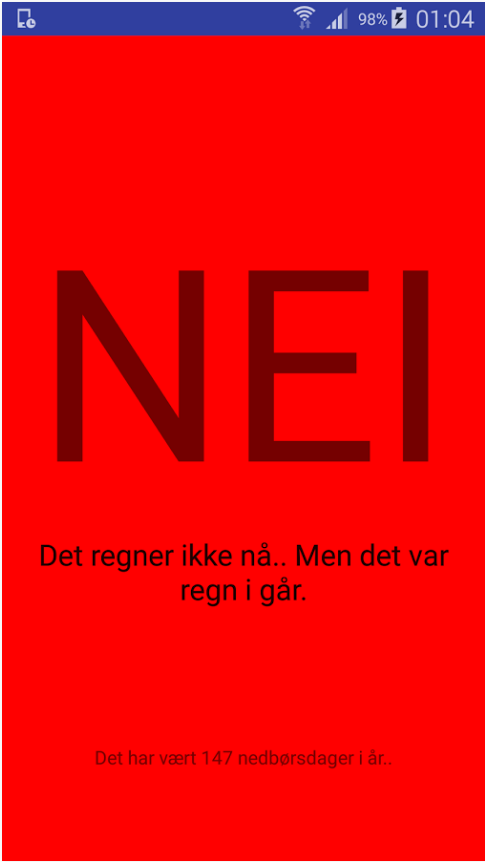 98% 01:04
NEI
Det regner ikke nå.. Men det var
regn i går.
Det har vært 147 nedbørsdager i år..